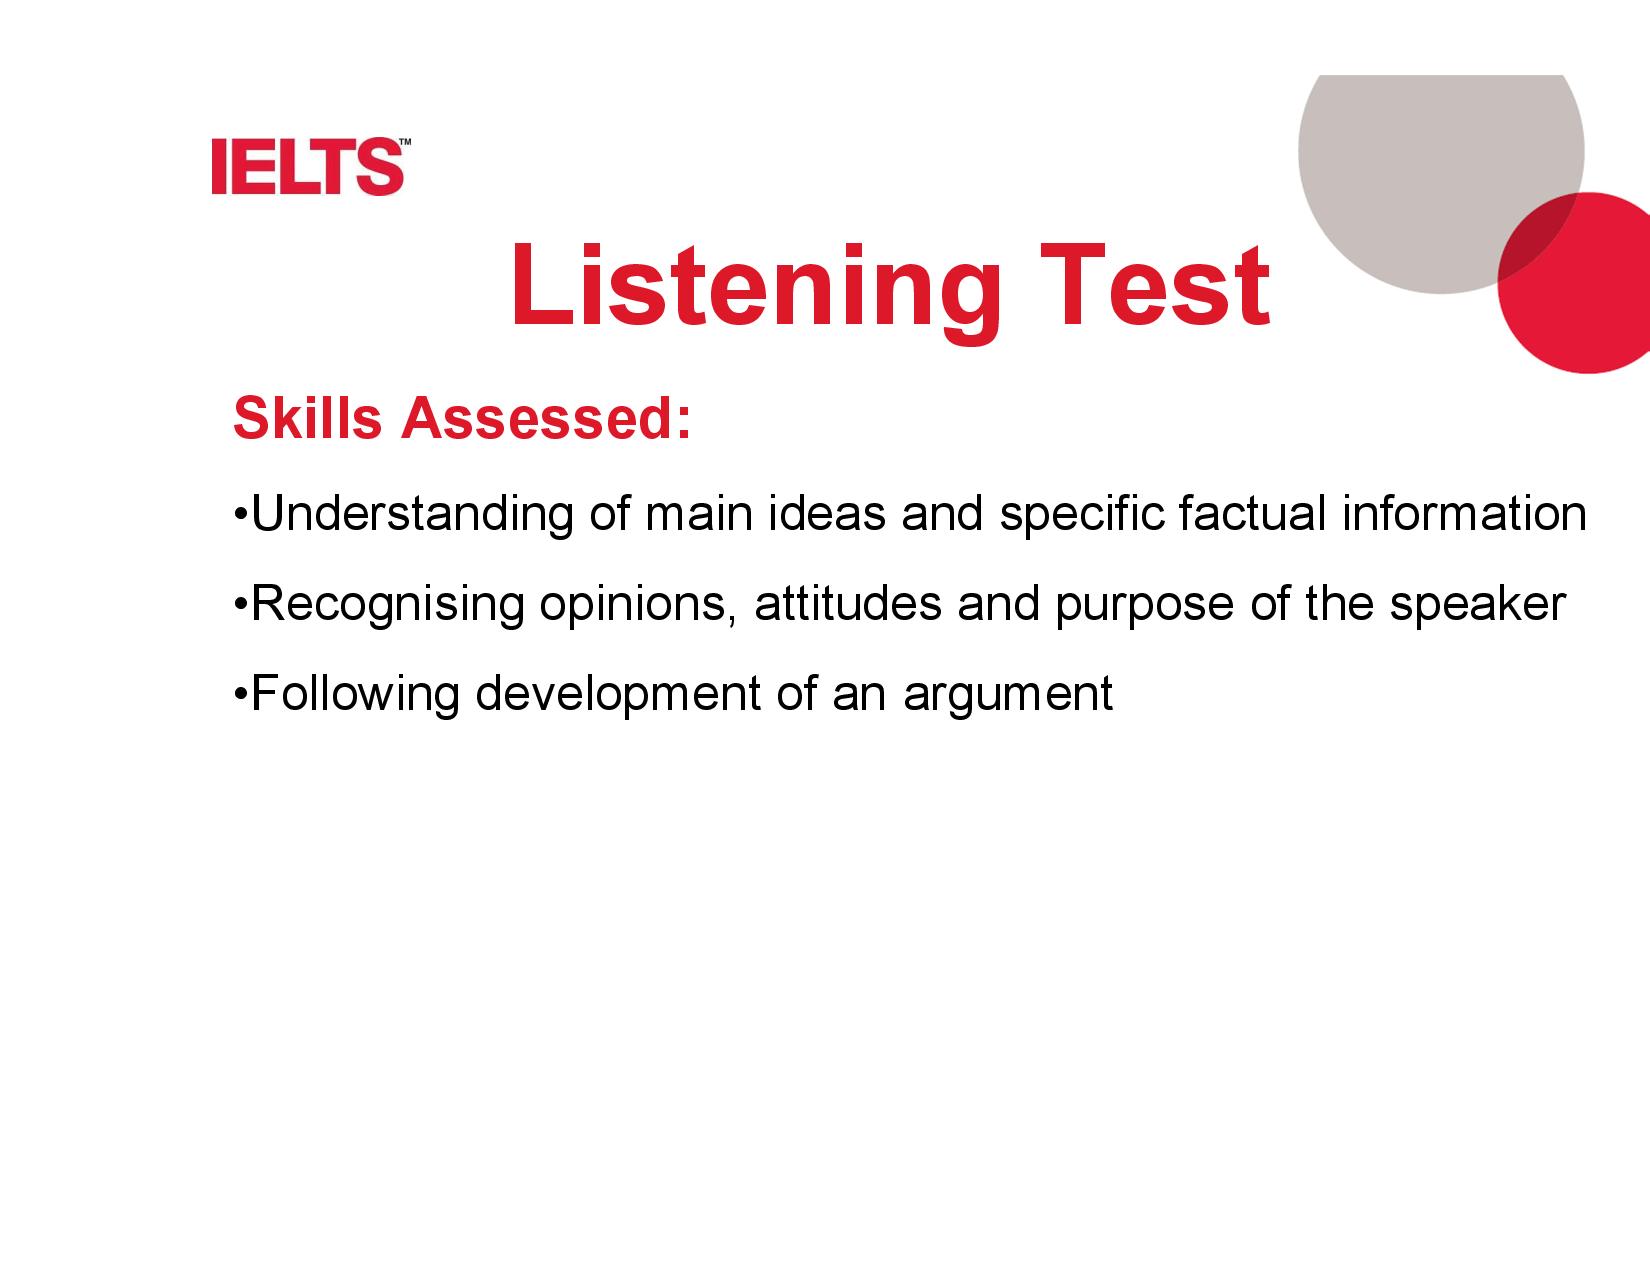 IELTS™
Listening Test
Skills Assessed:
•Understanding of main ideas and specific factual information
•Recognising opinions, attitudes and purpose of the speaker
•Following development of an argument